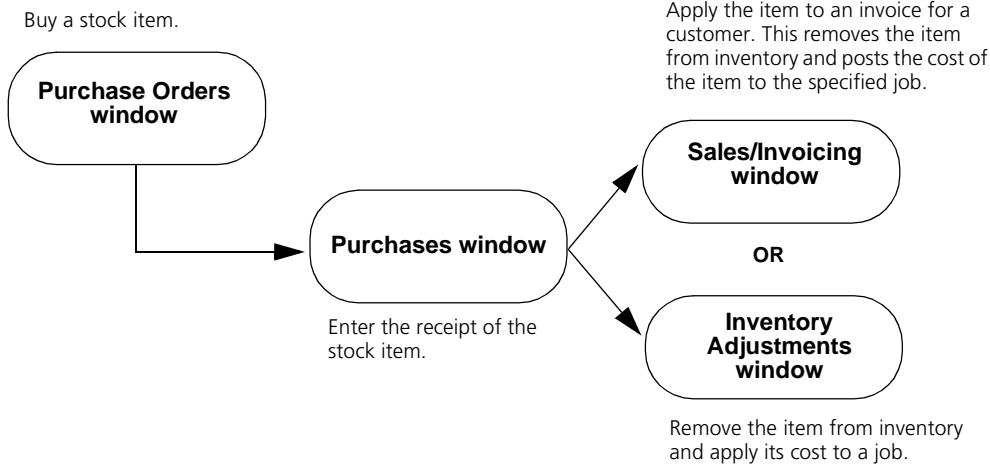 Buy a stock item.
Purchase Orders
window
Apply the item to an invoice for a
customer. This removes the item
from inventory and posts the cost of
the item to the specified job.
Sales/Invoicing
window
Purchases window
OR
Enter the receipt of the
stock item.
Inventory
Adjustments
window
Remove the item from inventory
and apply its cost to a job.